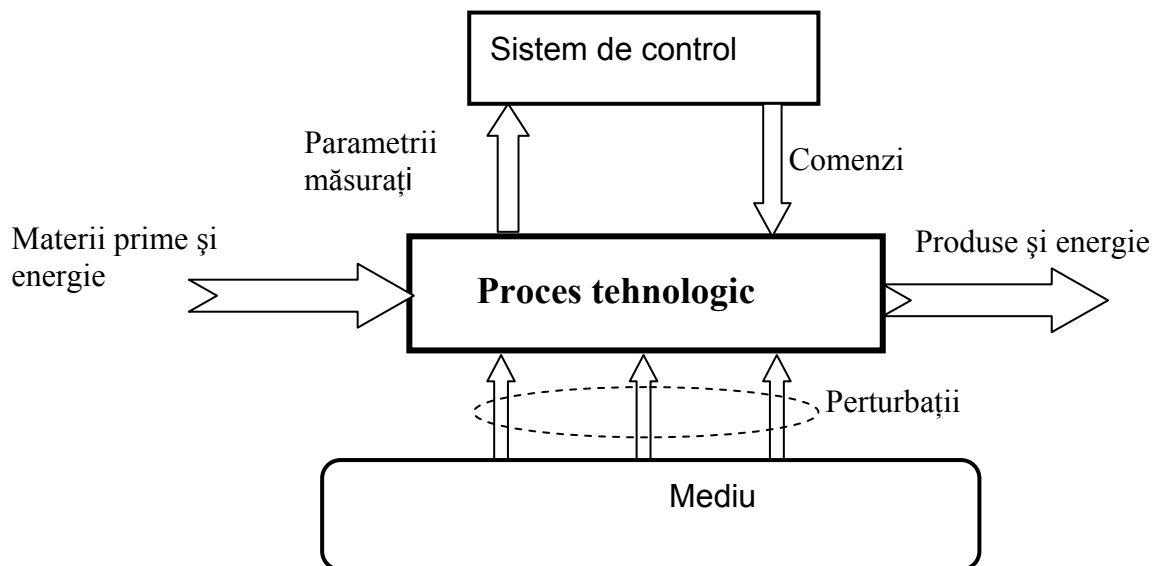 Sistem de control
Parametrii
măsurați
Comenzi
Materii prime şi
energie
Proces tehnologic
Produse şi energie
Perturbații
Mediu